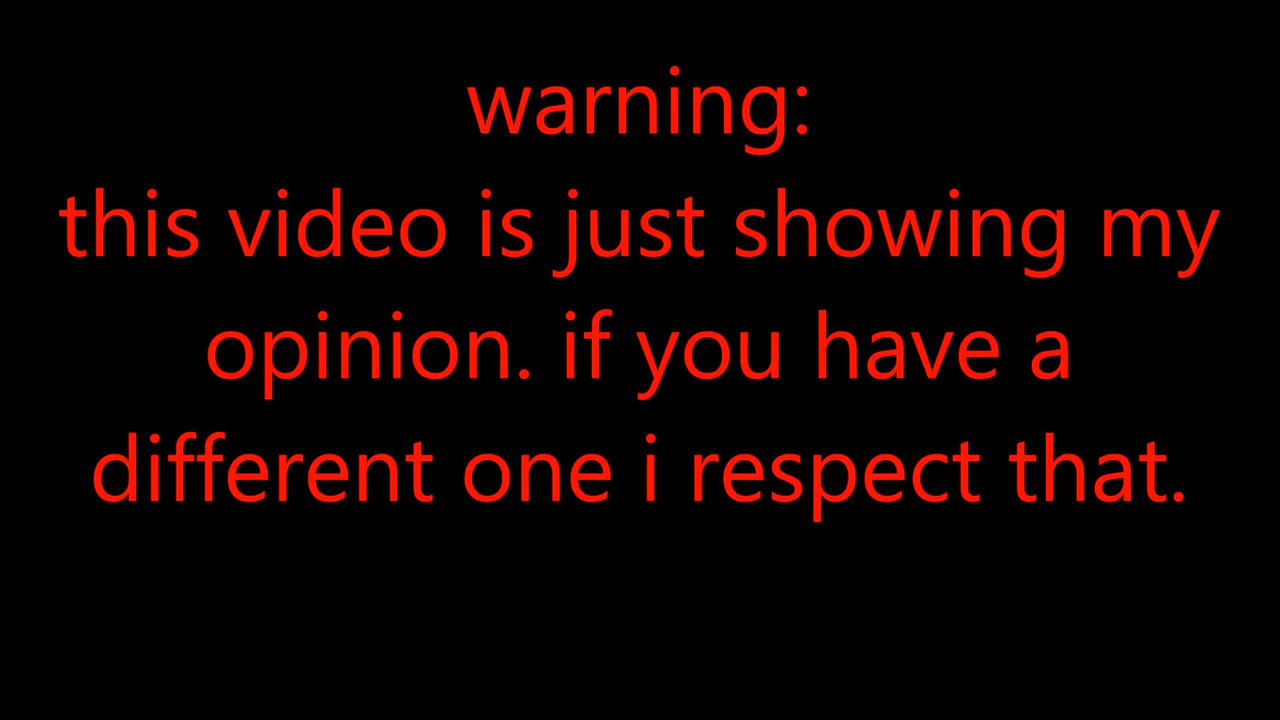 warning:
this video is just showing my
opinion. if you have a
different one i respect that.